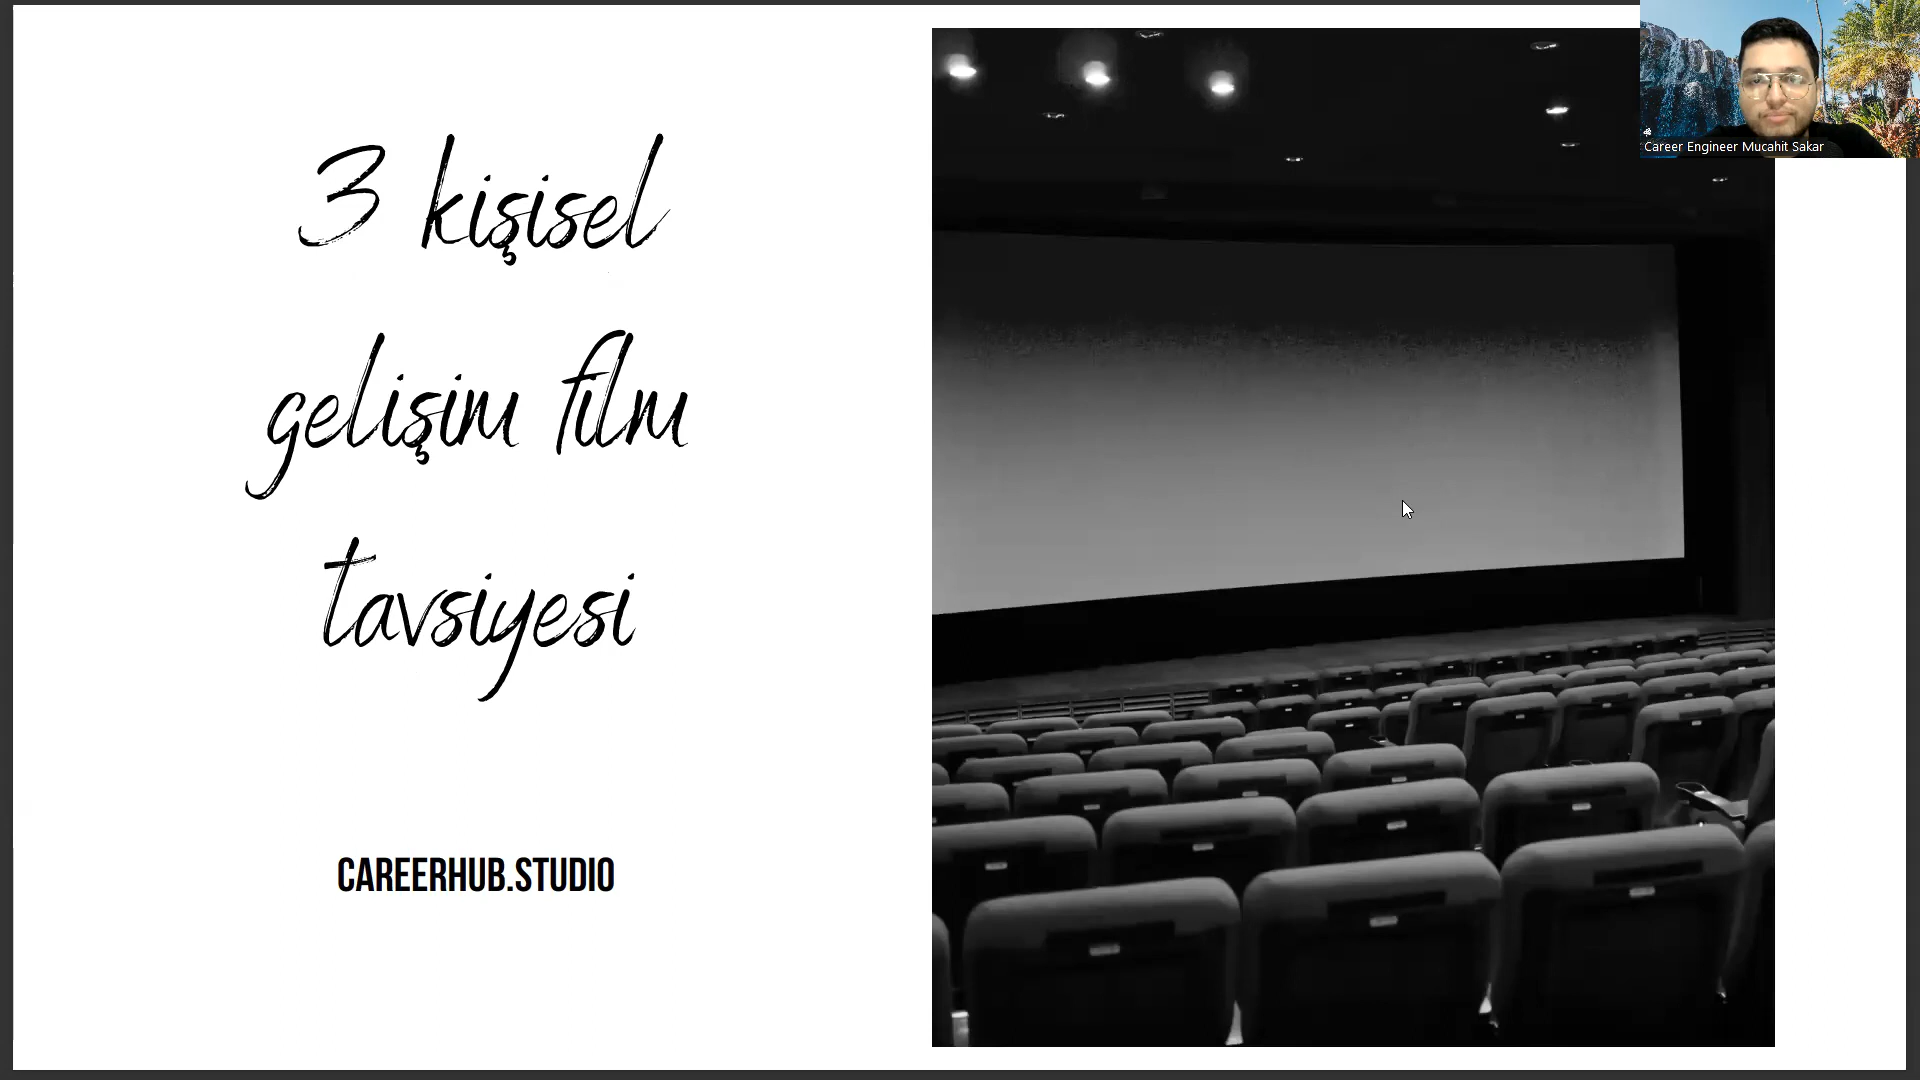 3 kişisel
gelişim film
tavsiyesi
CAREERHUB.STUDIO
Career Engineer Mucahit Sakar